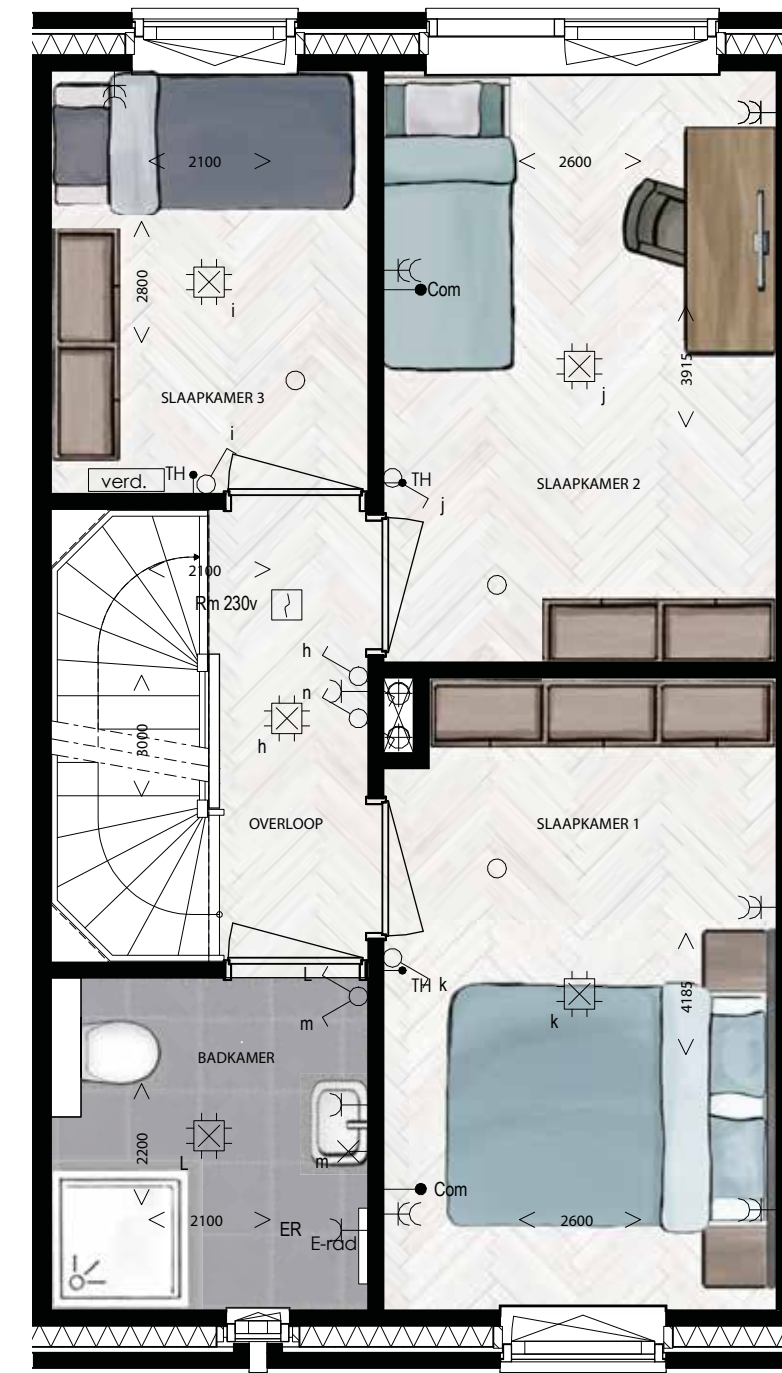 2100
2600
2800
Com
i
3915
j
SLAAPKAMER 3
i
TH
verd.
SLAAPKAMER 2
TH
j
2100
Rm 230v
h
n
3000
h
OVERLOOP
SLAAPKAMER 1
L
m
TH k
4185
k
BADKAMER
2200
L
m
Com
2100
ER
E-rad
2600